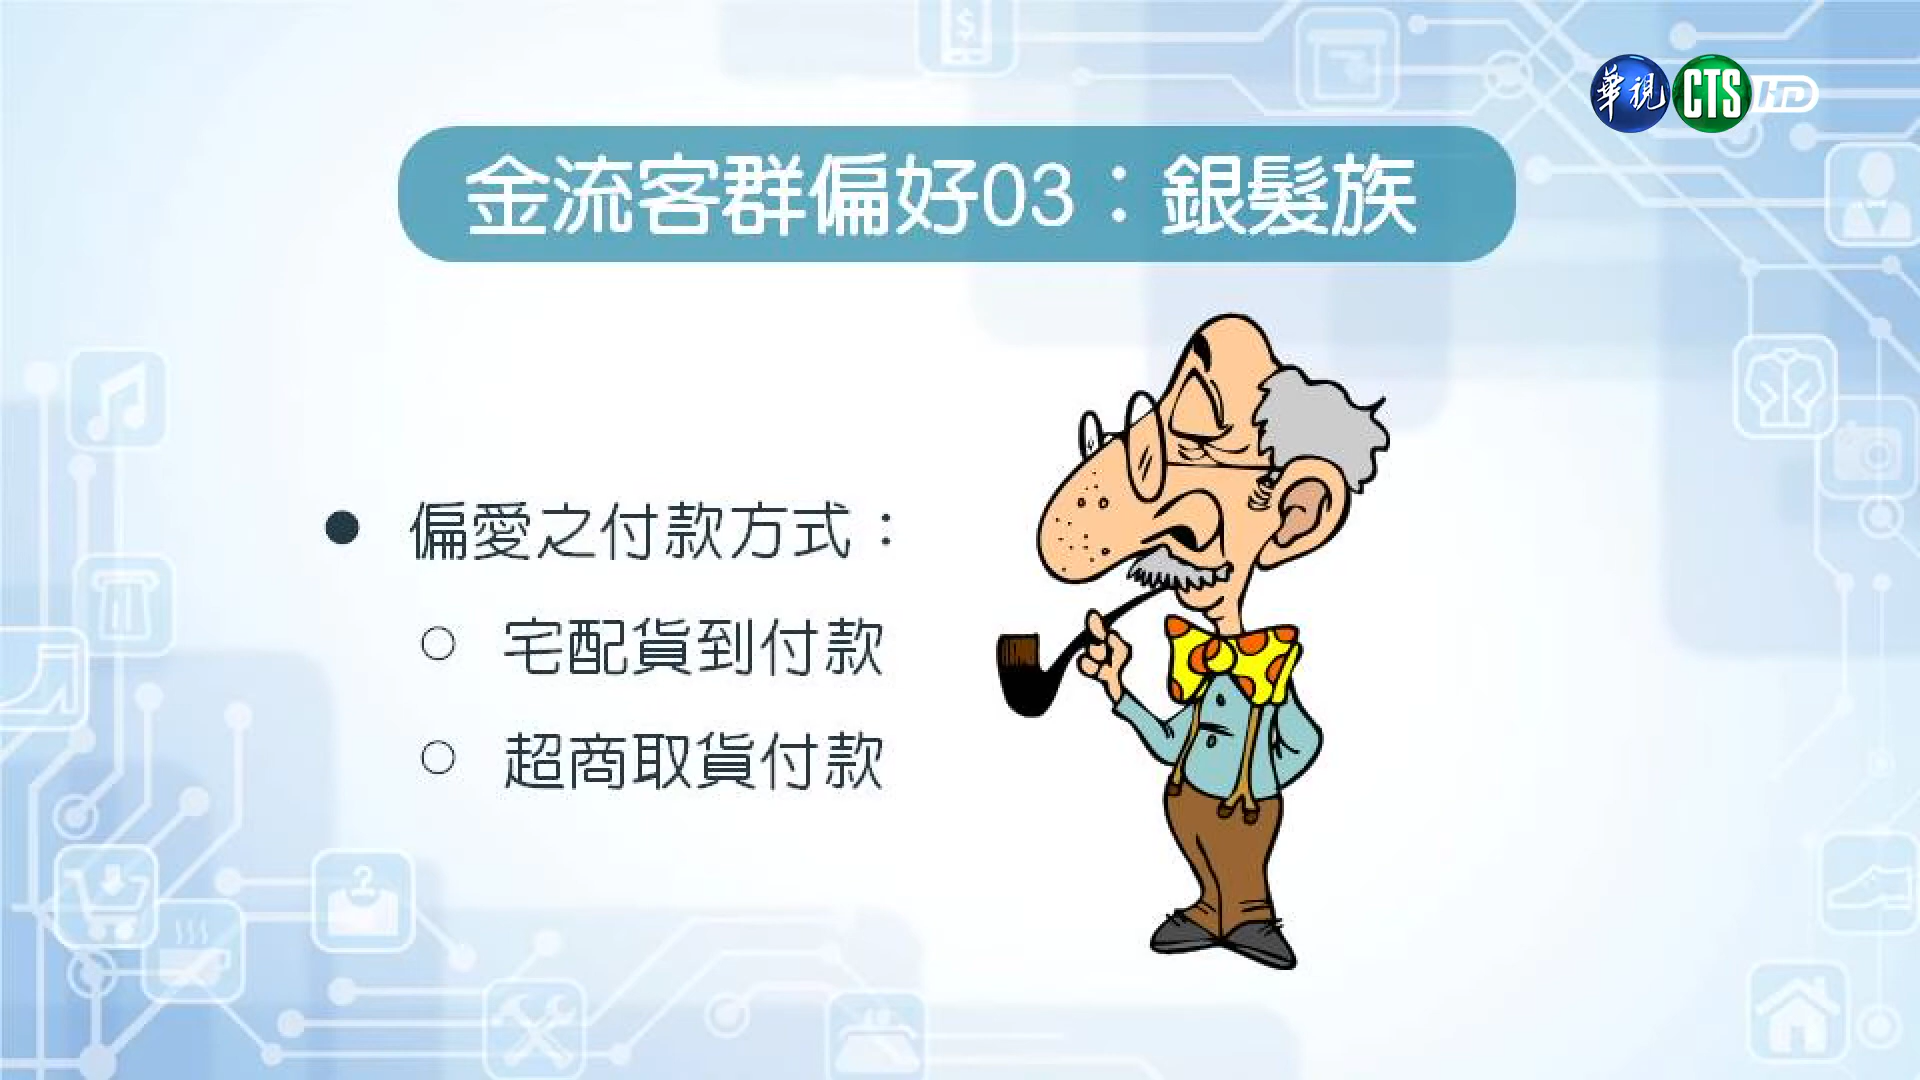 華視 CTS HD
金流客群偏好03：銀髮族
● 偏愛之付款方式：
○ 宅配貨到付款
○ 超商取貨付款